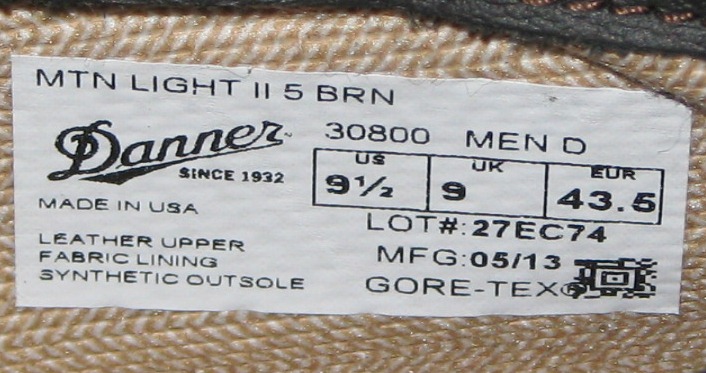 MTN LIGHT II 5 BRN
Danner
SINCE 1932
30800 MEN D
US UK EUR
9½ 9 43.5
MADE IN USA
LOT#:27EC74
LEATHER UPPER
FABRIC LINING
SYNTHETIC OUTSOLE
MFG:05/13
GORE-TEX®